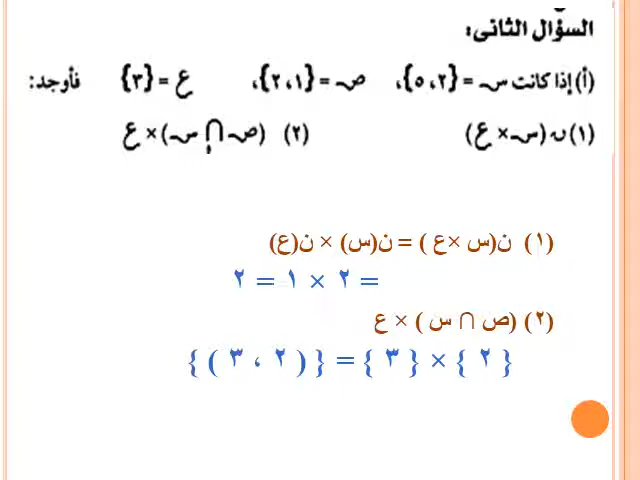 السؤال الثانى:
(أ) إذا كانت س = {٢، ٥}، ص = {١، ٢}، ع = {٣} فأوجد:
(١) ن (س × ع) (٢) (ص ∩ س) × ع
(١) ن(س ×ع ) = ن(س) × ن(ع)
= ٢ × ١ = ٢
(٢) (ص ∩ س ) × ع
{ ٢ } × { ٣ } = { ( ٢ ، ٣ ) }